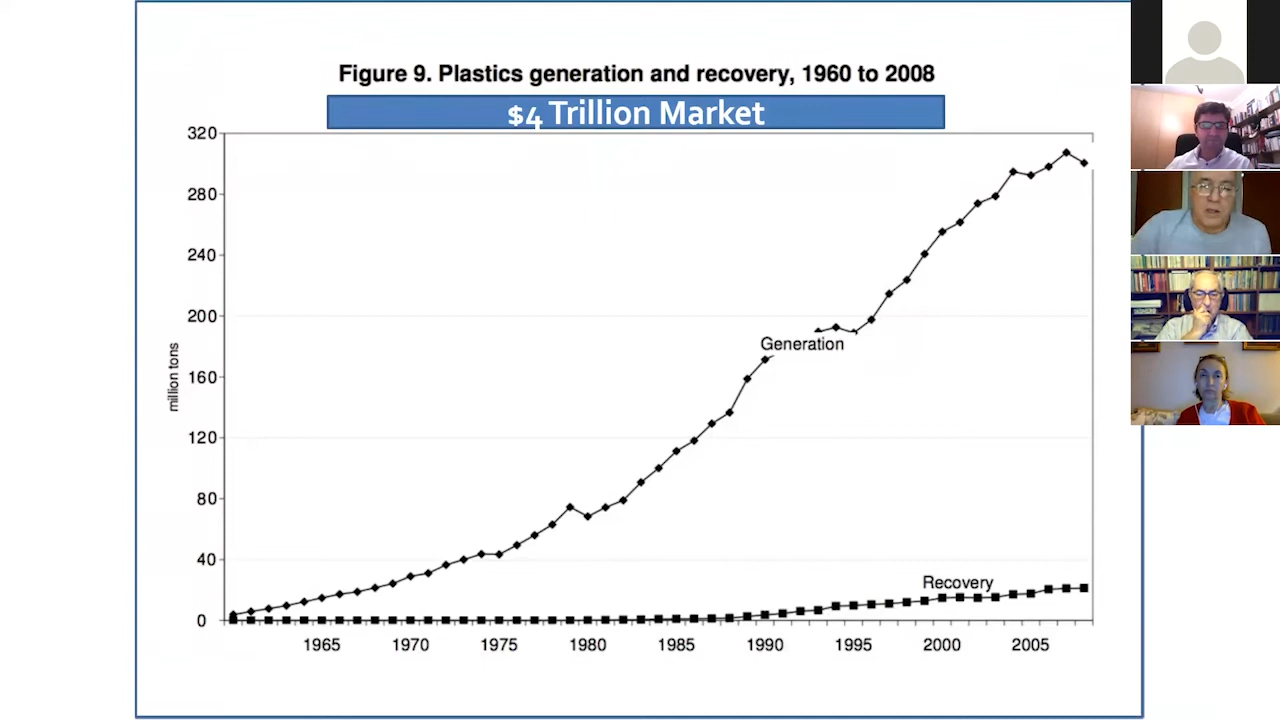 Figure 9. Plastics generation and recovery, 1960 to 2008
$4 Trillion Market
320
280
240
200
160
120
80
40
0
million tons
Generation
Recovery
1965 1970 1975 1980 1985 1990 1995 2000 2005